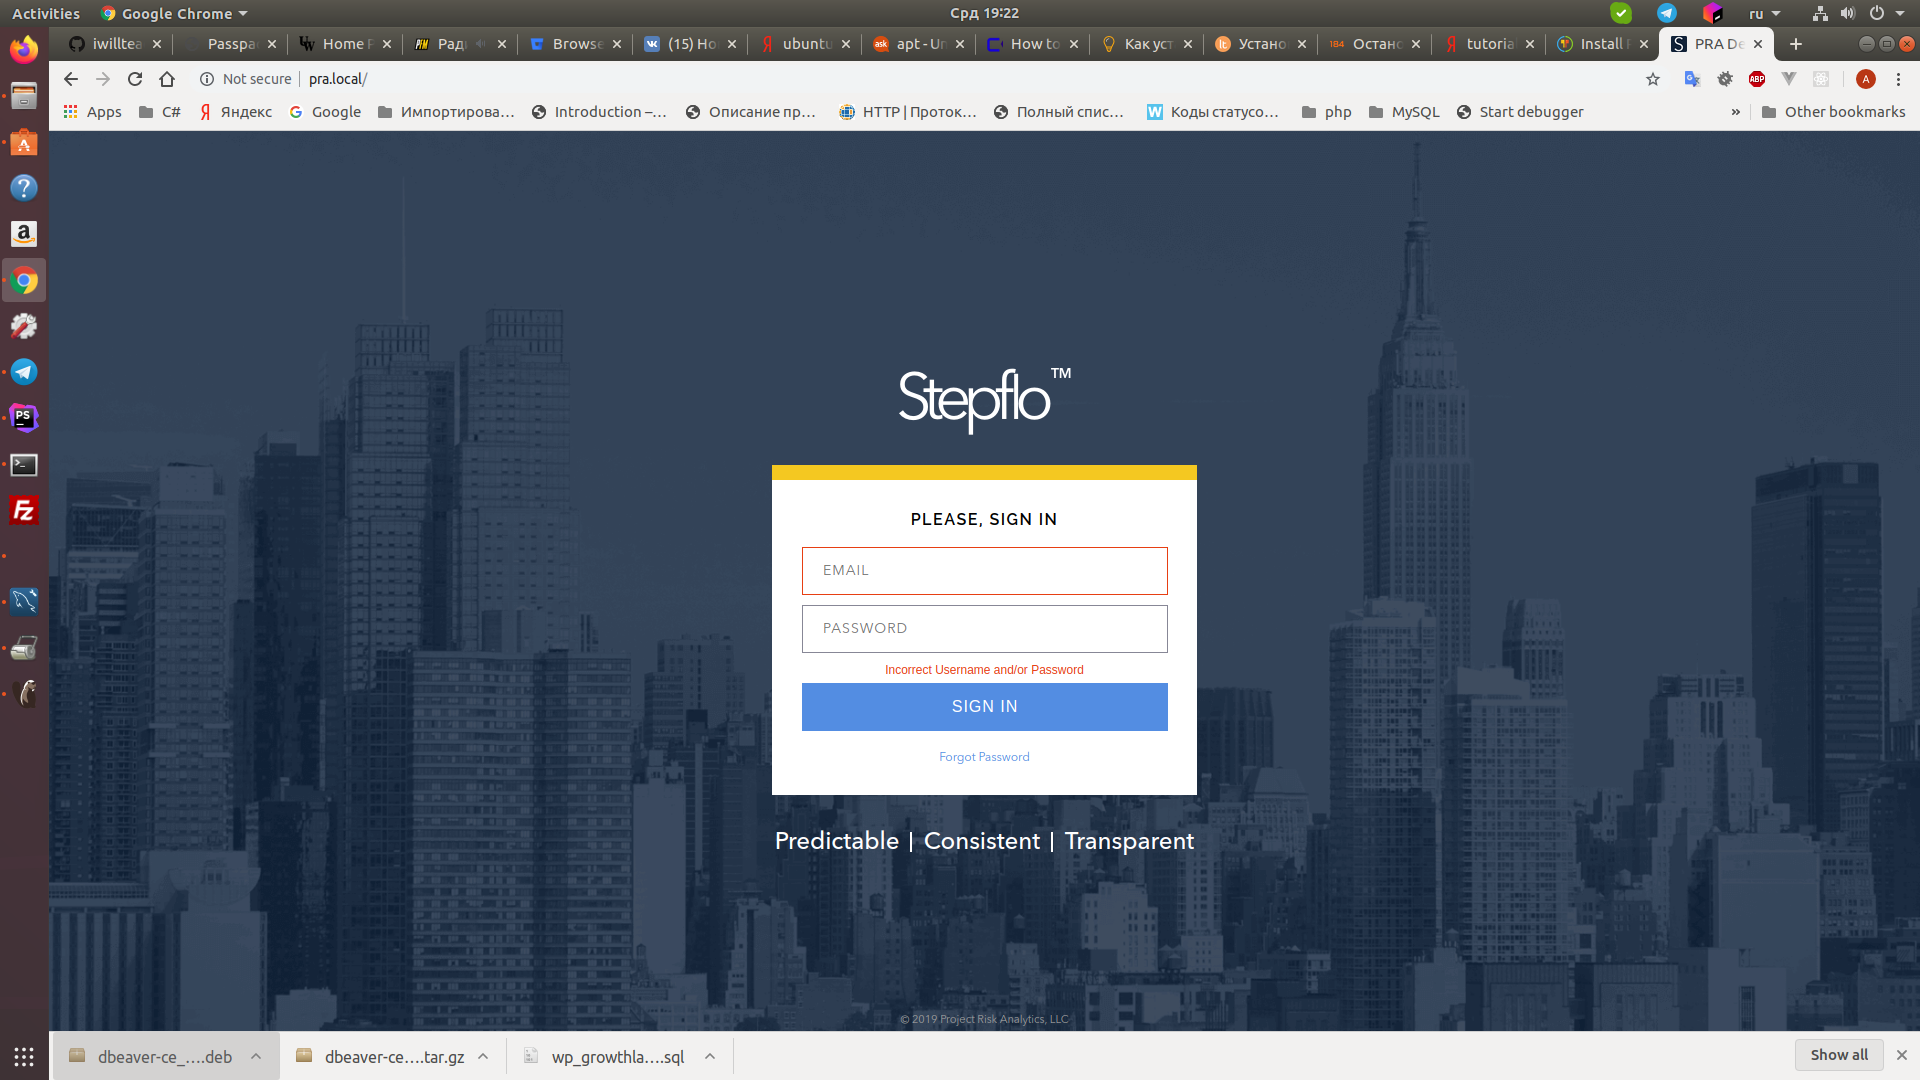 Activities
Google Chrome
Срд 19:22
ru
iwilltea
Passpa
Home P
Ради
Browse
(15) Но
ubuntu
apt - Un
How to
Как уст
Устано
Остано
tutorial
Install P
PRA De
Not secure
pra.local/
Apps
C#
Яндекс
Google
Импортирова…
Introduction –…
Описание пр…
HTTP | Проток…
Полный спис…
Коды статусо…
php
MySQL
Start debugger
»
Other bookmarks
Stepflo™
PLEASE, SIGN IN
EMAIL
PASSWORD
Incorrect Username and/or Password
SIGN IN
Forgot Password
Predictable | Consistent | Transparent
© 2019 Project Risk Analytics, LLC
dbeaver-ce_….deb
dbeaver-ce….tar.gz
wp_growthla….sql
Show all